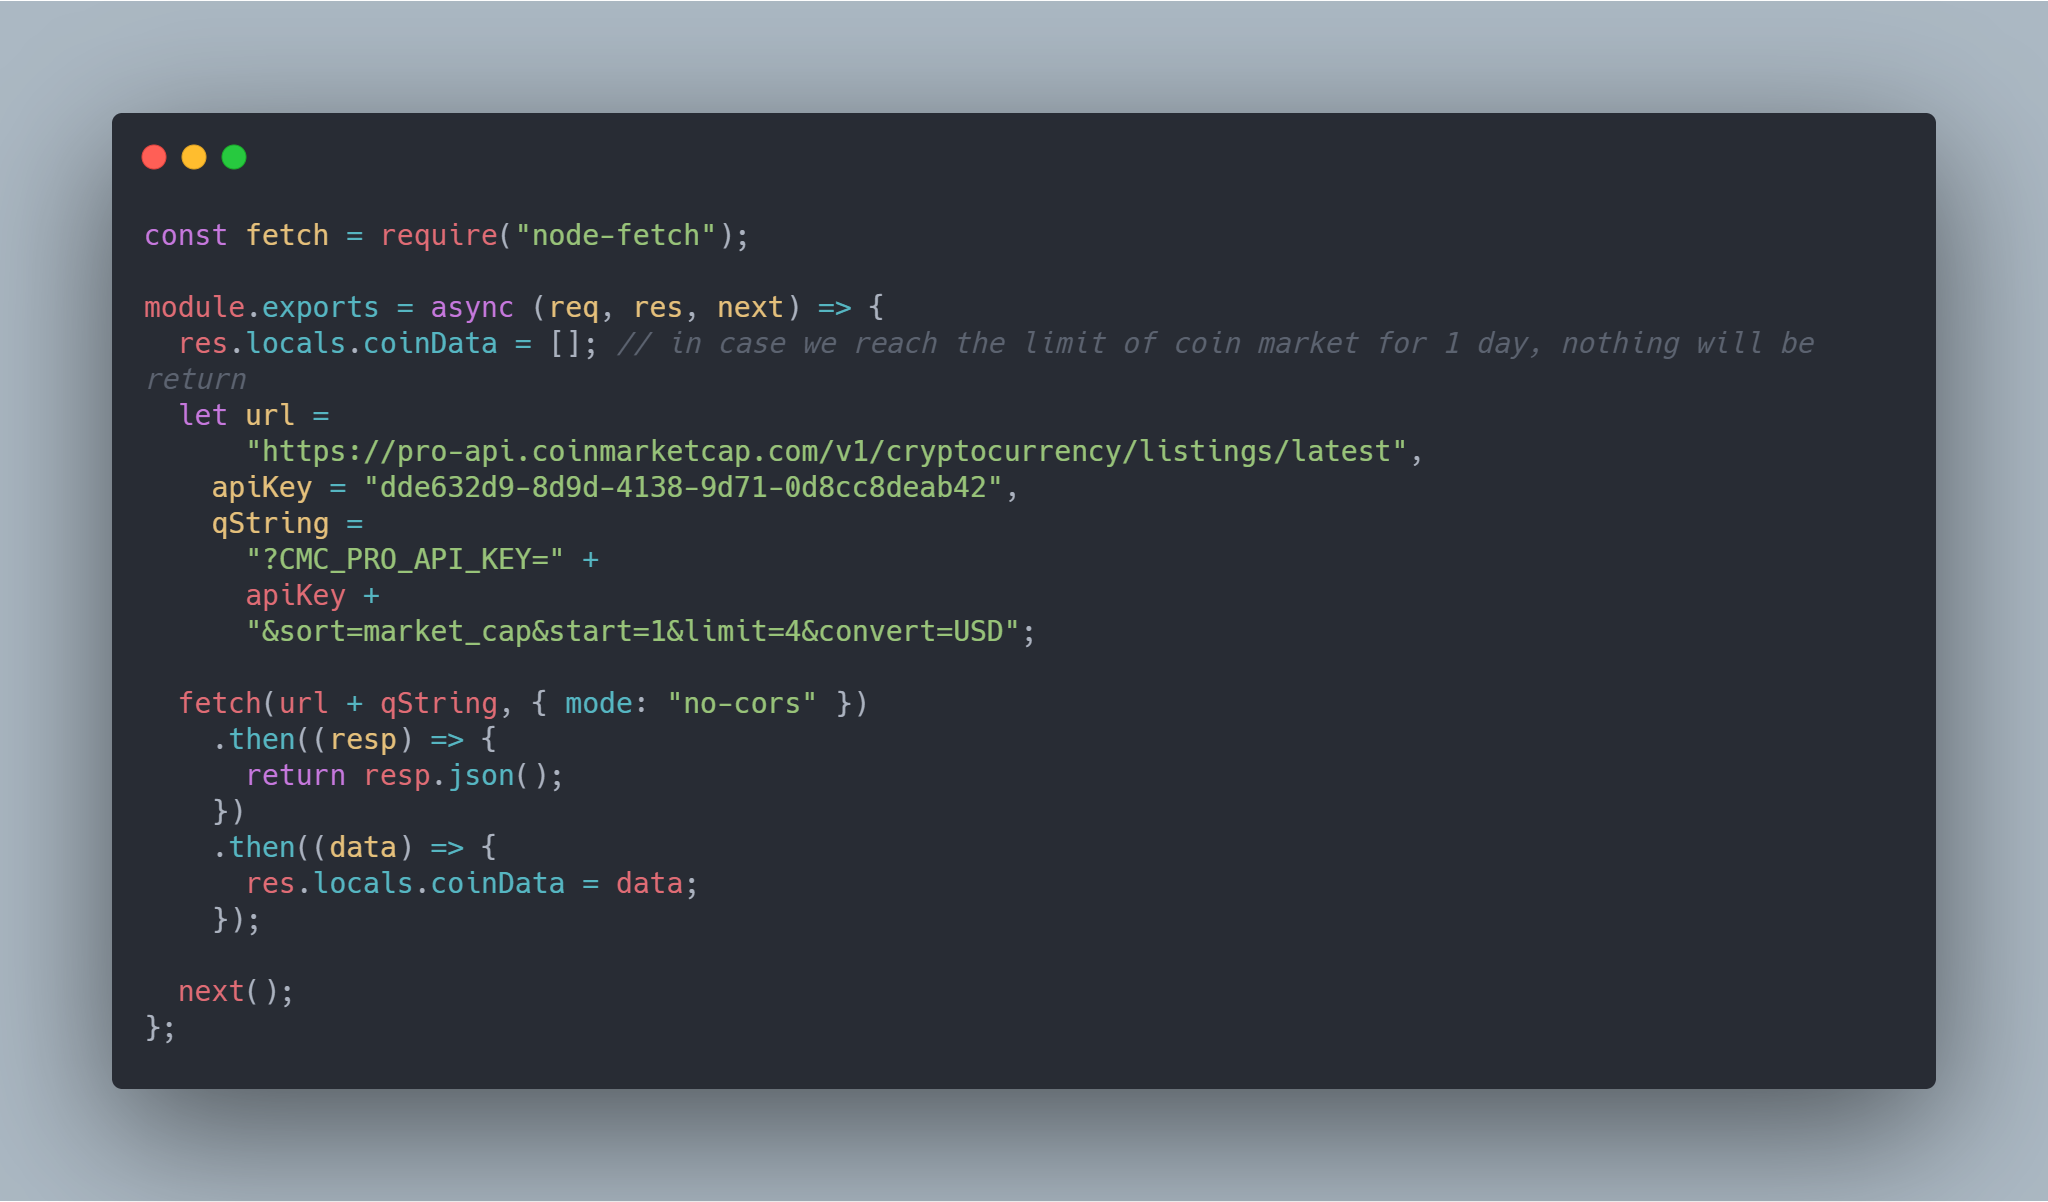 const fetch = require("node-fetch");

module.exports = async (req, res, next) => {
  res.locals.coinData = []; // in case we reach the limit of coin market for 1 day, nothing will be
return
  let url =
      "https://pro-api.coinmarketcap.com/v1/cryptocurrency/listings/latest",
    apiKey = "dde632d9-8d9d-4138-9d71-0d8cc8deab42",
    qString =
      "?CMC_PRO_API_KEY=" +
      apiKey +
      "&sort=market_cap&start=1&limit=4&convert=USD";

  fetch(url + qString, { mode: "no-cors" })
    .then((resp) => {
      return resp.json();
    })
    .then((data) => {
      res.locals.coinData = data;
    });

  next();
};